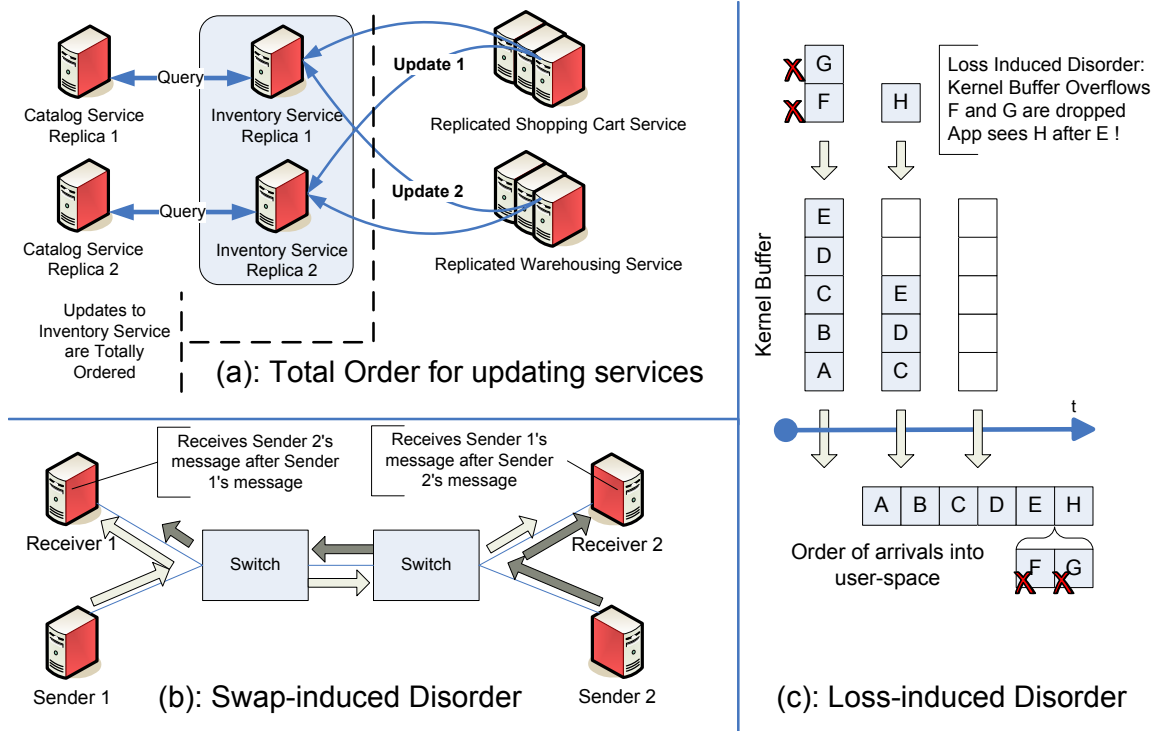 Query
Update 1
Catalog Service
Replica 1
Inventory Service
Replica 1
Replicated Shopping Cart Service
Query
Update 2
Catalog Service
Replica 2
Inventory Service
Replica 2
Replicated Warehousing Service
Updates to
Inventory Service
are Totally
Ordered
(a): Total Order for updating services
Receives Sender 2's
message after Sender
1's message
Receives Sender 1's
message after Sender
2's message
Receiver 1
Switch
Switch
Receiver 2
Sender 1
Sender 2
(b): Swap-induced Disorder
G
F
X
X
H
Loss Induced Disorder:
Kernel Buffer Overflows
F and G are dropped
App sees H after E !
Kernel Buffer
E
D
C
B
A
E
D
C
t
A B C D E H
Order of arrivals into
user-space
F G
X X
(c): Loss-induced Disorder